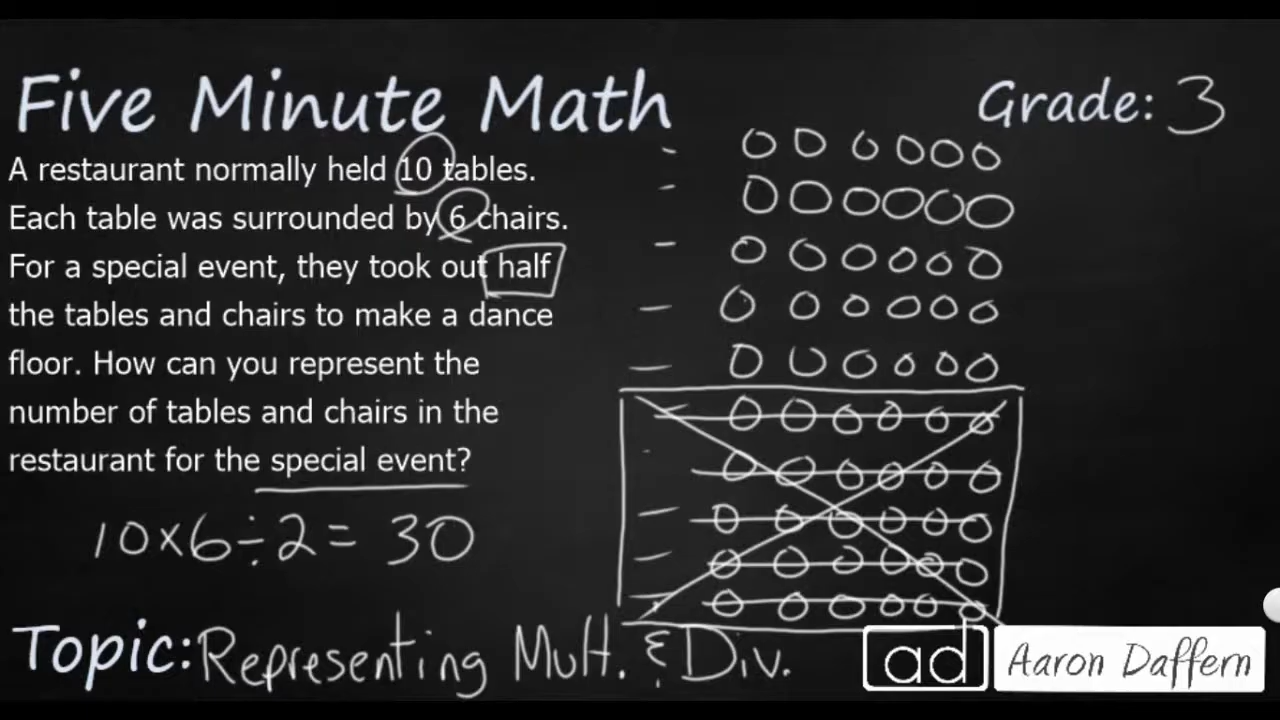 Five Minute Math
Grade: 3
A restaurant normally held 10 tables.
Each table was surrounded by 6 chairs.
For a special event, they took out half
the tables and chairs to make a dance
floor. How can you represent the
number of tables and chairs in the
restaurant for the special event?
10×6÷2= 30
Topic: Representing Mult. & Div.
ad Aaron Daffern